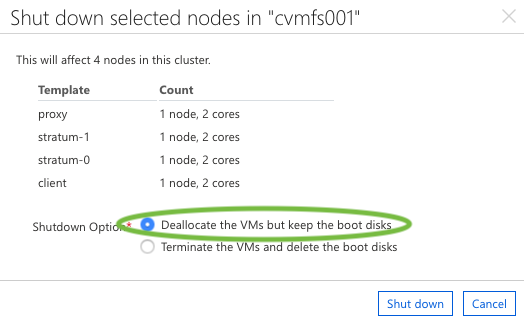 Shut down selected nodes in "cvmfs001"
This will affect 4 nodes in this cluster.
Template Count
proxy 1 node, 2 cores
stratum-1 1 node, 2 cores
stratum-0 1 node, 2 cores
client 1 node, 2 cores
Shutdown Option* Deallocate the VMs but keep the boot disks
Terminate the VMs and delete the boot disks
Shut down Cancel